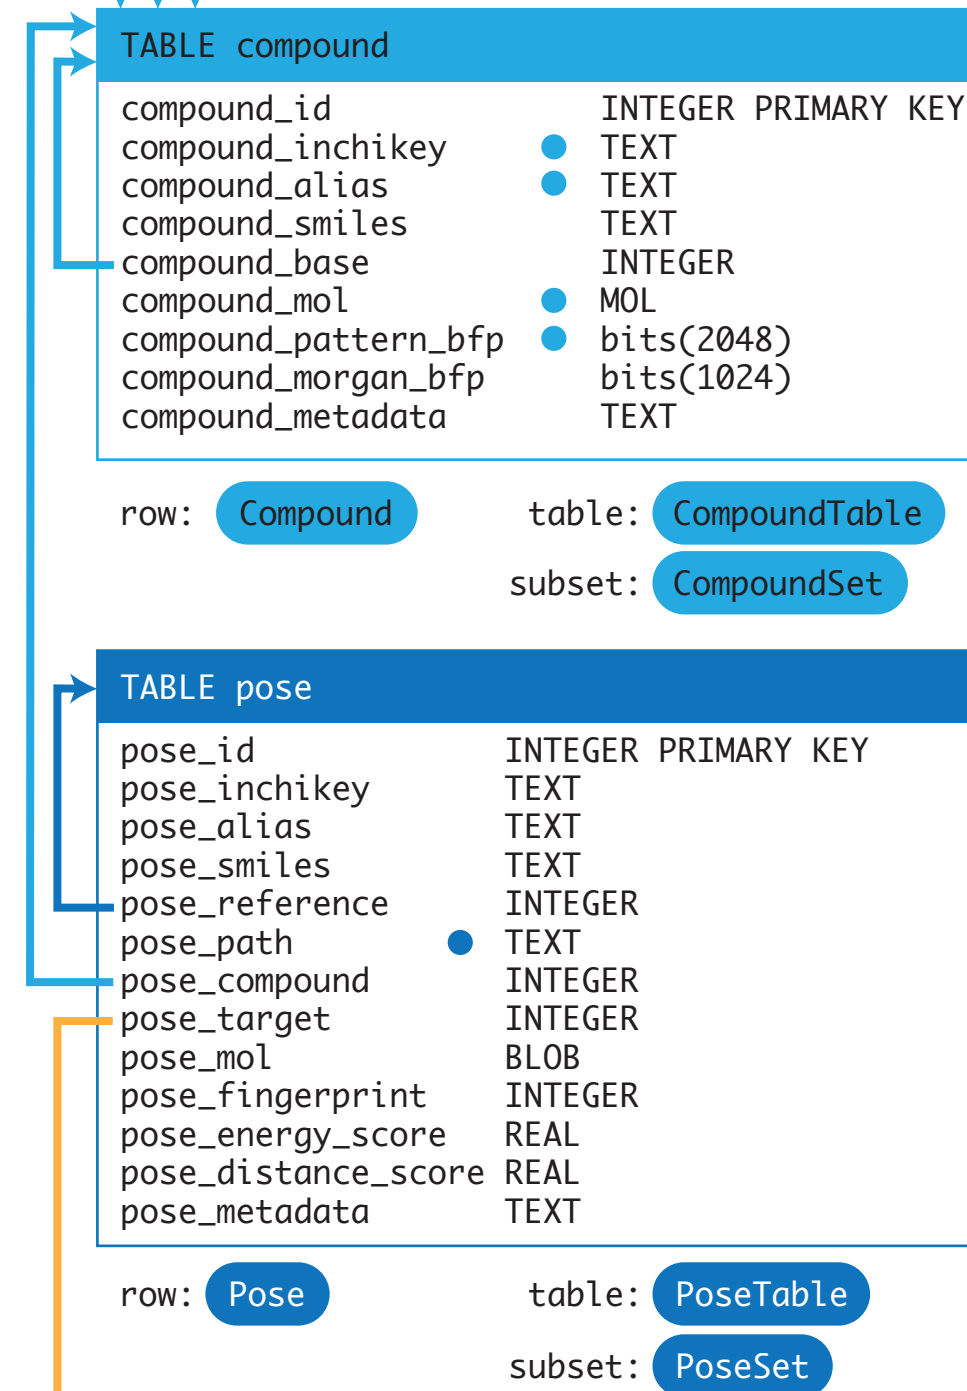 TABLE compound
compound_id INTEGER PRIMARY KEY
compound_inchikey TEXT
compound_alias TEXT
compound_smiles TEXT
compound_base INTEGER
compound_mol MOL
compound_pattern_bfp bits(2048)
compound_morgan_bfp bits(1024)
compound_metadata TEXT
row: Compound table: CompoundTable
subset: CompoundSet
TABLE pose
pose_id INTEGER PRIMARY KEY
pose_inchikey TEXT
pose_alias TEXT
pose_smiles TEXT
pose_reference INTEGER
pose_path TEXT
pose_compound INTEGER
pose_target INTEGER
pose_mol BLOB
pose_fingerprint INTEGER
pose_energy_score REAL
pose_distance_score REAL
pose_metadata TEXT
row: Pose table: PoseTable
subset: PoseSet